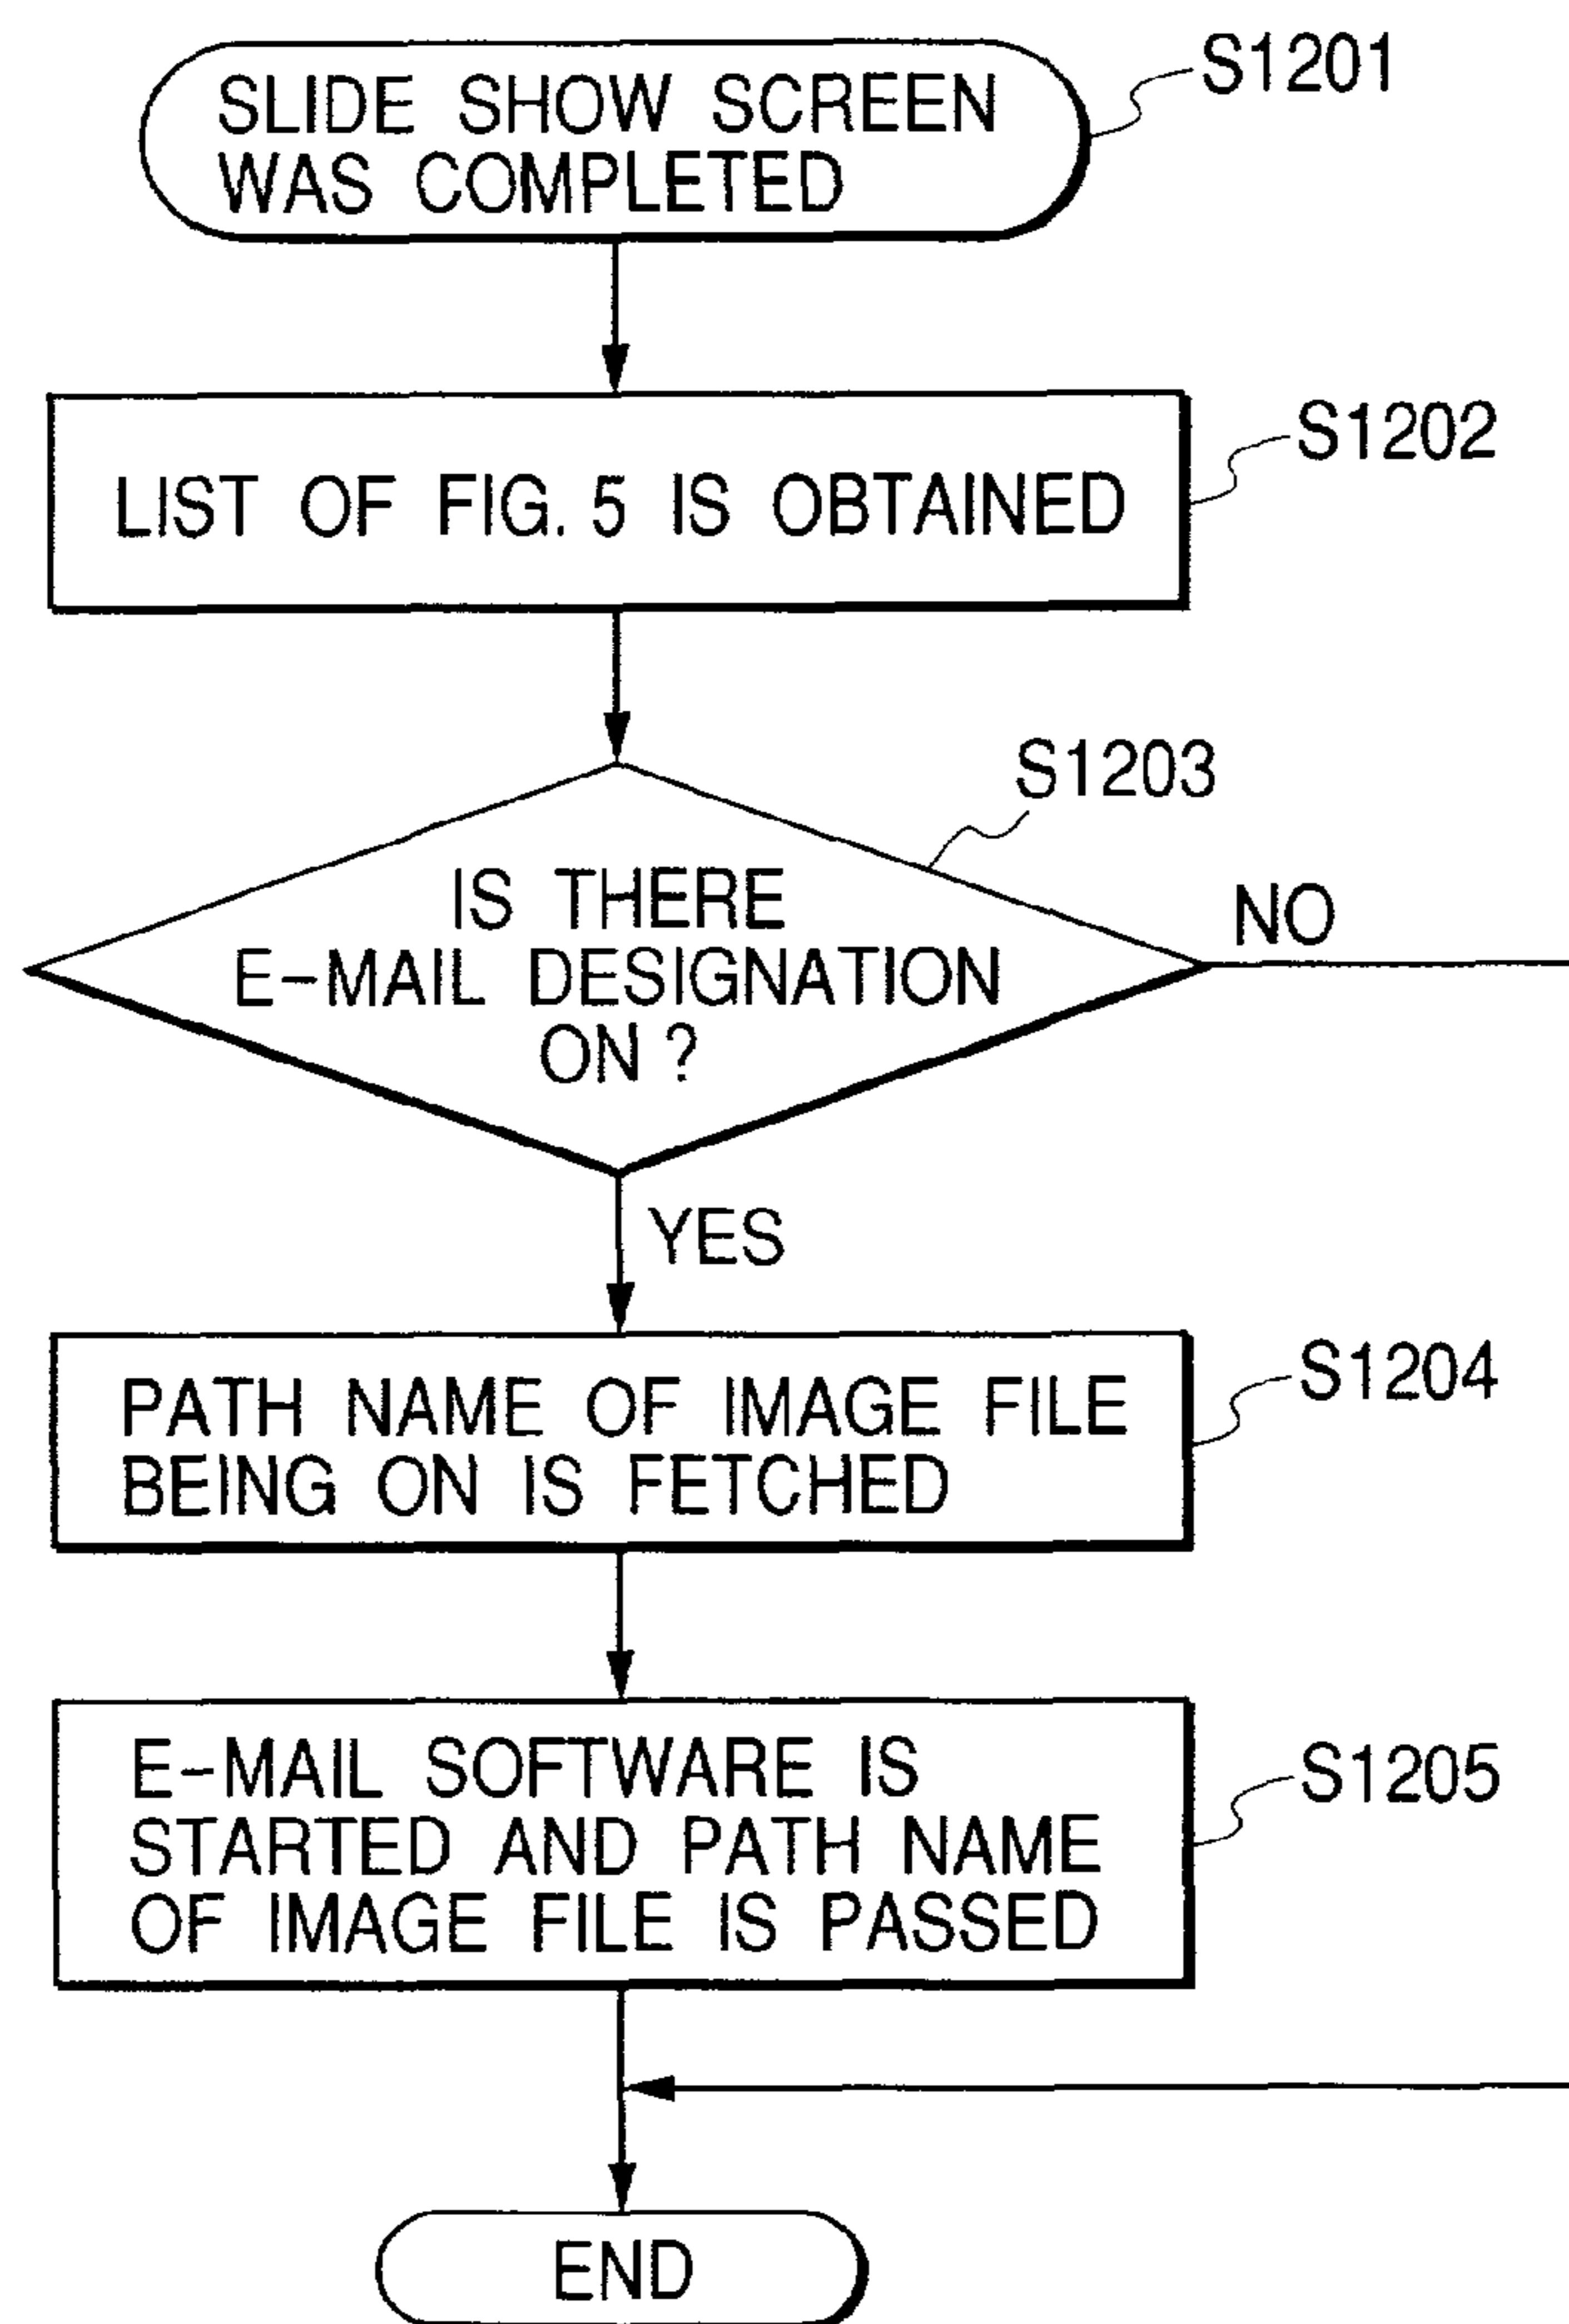 SLIDE SHOW SCREEN
WAS COMPLETED
S1201
LIST OF FIG. 5 IS OBTAINED
S1202
S1203
IS THERE
E-MAIL DESIGNATION
ON ?
NO
YES
PATH NAME OF IMAGE FILE
BEING ON IS FETCHED
S1204
E-MAIL SOFTWARE IS
STARTED AND PATH NAME
OF IMAGE FILE IS PASSED
S1205
END